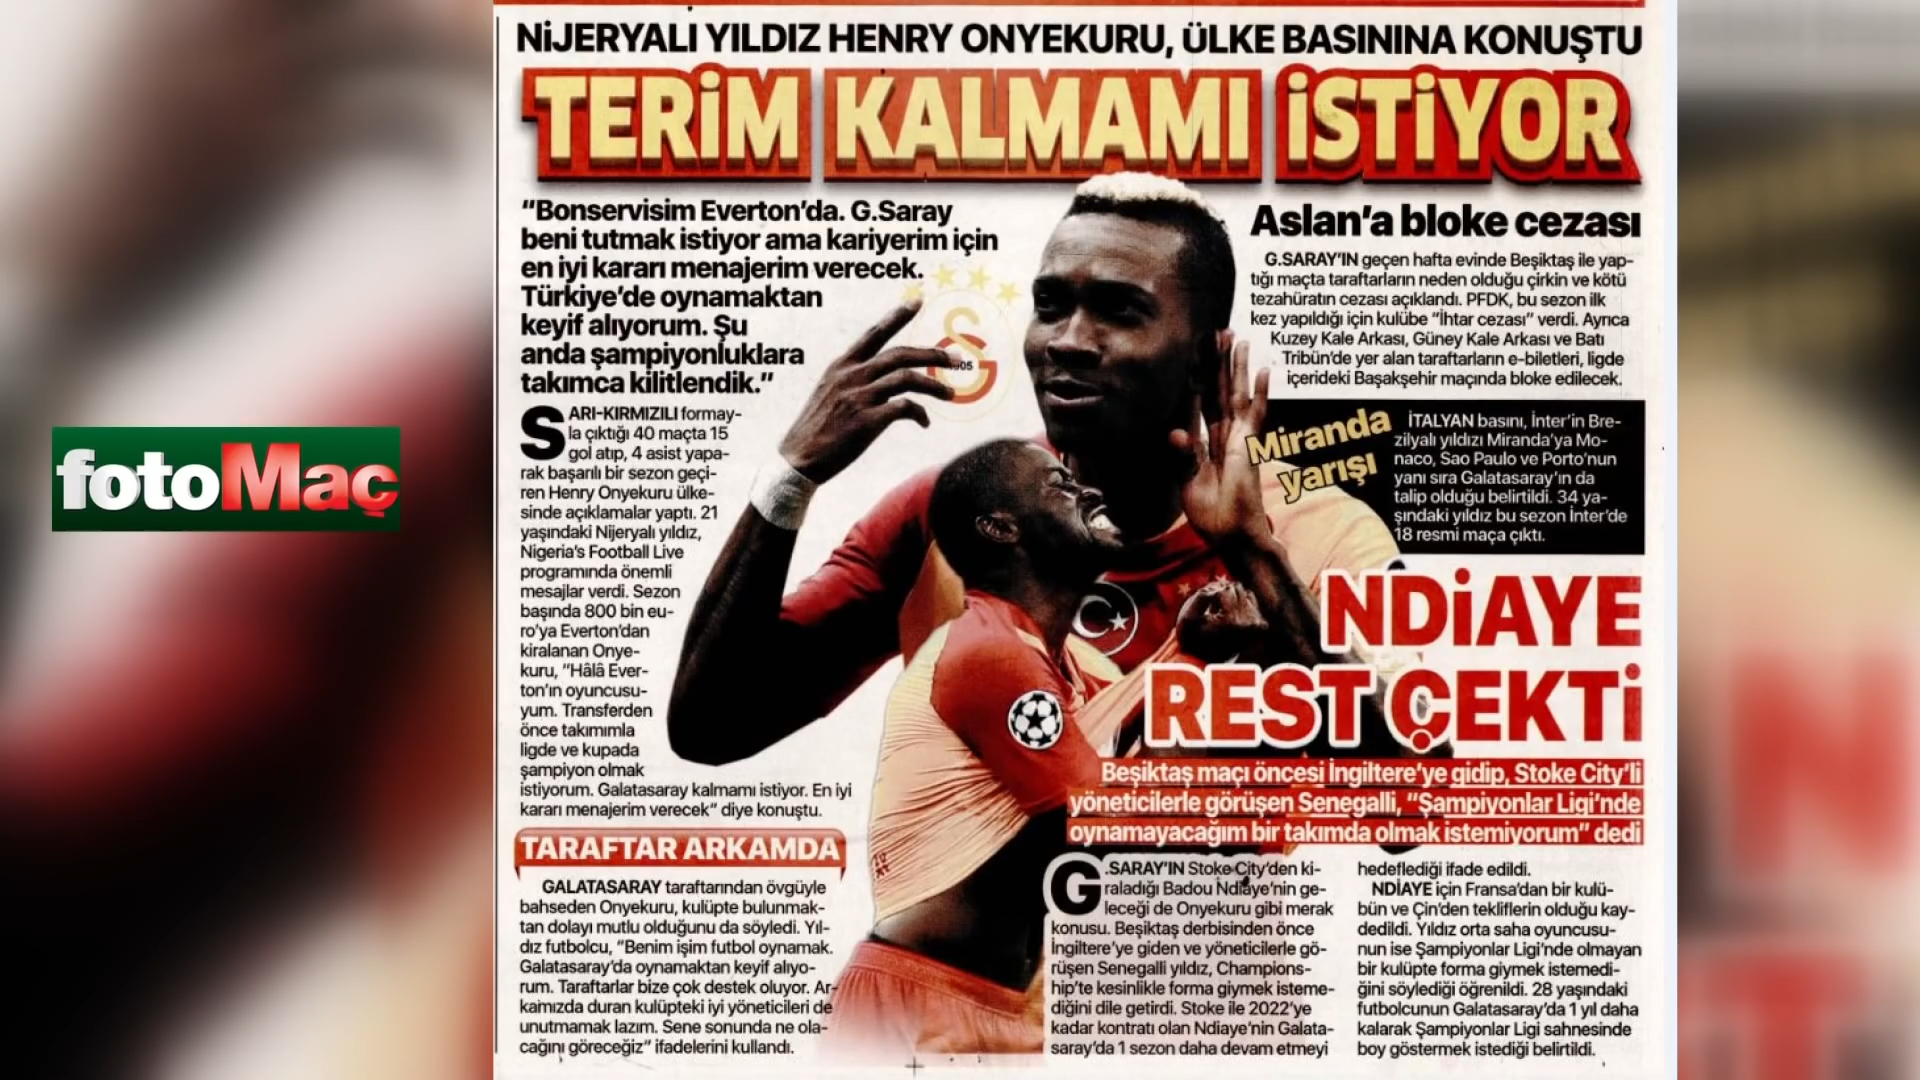 fotoMaç
NİJERYALI YILDIZ HENRY ONYEKURU, ÜLKE BASININA KONUŞTU
TERİM KALMAMI İSTİYOR
"Bonservisim Everton'da. G.Saray
beni tutmak istiyor ama kariyerim için
en iyi kararı menajerim verecek.
Türkiye'de oynamaktan
keyif alıyorum. Şu
anda şampiyonluklara
takımca kilitlendik."
SARI-KIRMIZILI formay-
la çıktığı 40 maçta 15
gol atıp, 4 asist yapa-
rak başarılı bir sezon geçi-
ren Henry Onyekuru ülke-
sinde açıklamalar yaptı. 21
yaşındaki Nijeryalı yıldız,
Nigeria's Football Live
programında önemli
mesajlar verdi. Sezon
başında 800 bin eu-
ro'ya Everton'dan
kiralanan Onye-
kuru, "Hâlâ Ever-
ton'ın oyuncusu-
yum. Transferden
önce takımımla
ligde ve kupada
şampiyon olmak
istiyorum. Galatasaray kalmamı istiyor. En iyi
kararı menajerim verecek" diye konuştu.
TARAFTAR ARKAMDA
GALATASARAY taraftarından övgüyle
bahseden Onyekuru, kulüpte bulunmak-
tan dolayı mutlu olduğunu da söyledi. Yıl-
dız futbolcu, "Benim işim futbol oynamak.
Galatasaray'da oynamaktan keyif alıyo-
rum. Taraftarlar bize çok destek oluyor. Ar-
kamızda duran kulüpteki iyi yöneticileri de
unutmamak lazım. Sene sonunda ne ola-
cağını göreceğiz" ifadelerini kullandı.
1905
Aslan'a bloke cezası
G.SARAY'IN geçen hafta evinde Beşiktaş ile yap-
tığı maçta taraftarların neden olduğu çirkin ve kötü
tezahüratın cezası açıklandı. PFDK, bu sezon ilk
kez yapıldığı için kulübe "İhtar cezası" verdi. Ayrıca
Kuzey Kale Arkası, Güney Kale Arkası ve Batı
Tribün'de yer alan taraftarların e-biletleri, ligde
içerideki Başakşehir maçında bloke edilecek.
Miranda
yarışı
İTALYAN basını, İnter'in Bre-
zilyalı yıldızı Miranda'ya Mo-
naco, Sao Paulo ve Porto'nun
yanı sıra Galatasaray'ın da
talip olduğu belirtildi. 34 ya-
şındaki yıldız bu sezon İnter'de
18 resmi maça çıktı.
NDİAYE
REST ÇEKTİ
Beşiktaş maçı öncesi İngiltere'ye gidip, Stoke City'li
yöneticilerle görüşen Senegalli, "Şampiyonlar Ligi'nde
oynamayacağım bir takımda olmak istemiyorum" dedi
G.SARAY'IN Stoke City'den ki-
raladığı Badou Ndiaye'nin ge-
leceği de Onyekuru gibi merak
konusu. Beşiktaş derbisinden önce
İngiltere'ye giden ve yöneticilerle gö-
rüşen Senegalli yıldız, Champions-
hip'te kesinlikle forma giymek isteme-
diğini dile getirdi. Stoke ile 2022'ye
kadar kontratı olan Ndiaye'nin Galata-
saray'da 1 sezon daha devam etmeyi
hedeflediği ifade edildi.
NDİAYE için Fransa'dan bir kulü-
bün ve Çin'den tekliflerin olduğu kay-
dedildi. Yıldız orta saha oyuncusu-
nun ise Şampiyonlar Ligi'nde olmayan
bir kulüpte forma giymek istemedi-
ğini söylediği öğrenildi. 28 yaşındaki
futbolcunun Galatasaray'da 1 yıl daha
kalarak Şampiyonlar Ligi sahnesinde
boy göstermek istediği belirtildi.